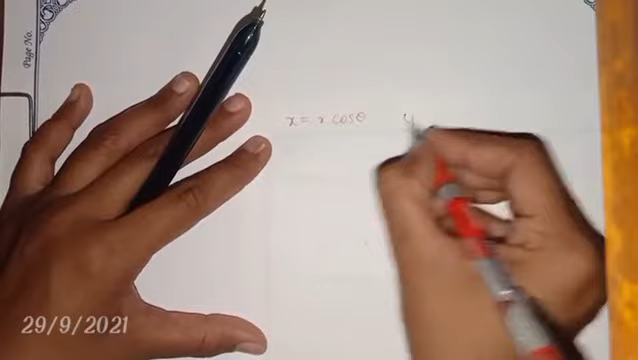 Page No.
x = r cosθ y
29/9/2021